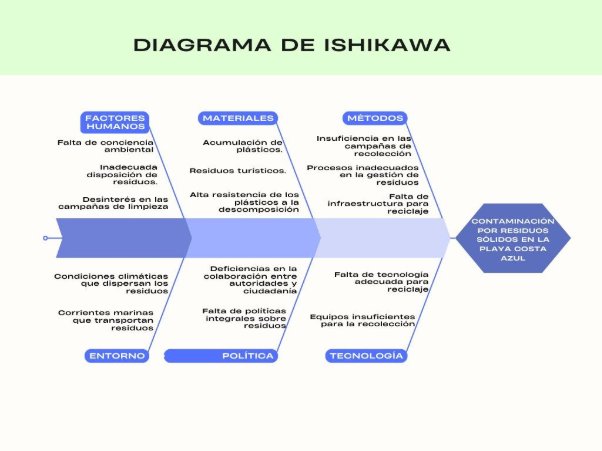 DIAGRAMA DE ISHIKAWA
FACTORES
HUMANOS
Falta de conciencia
ambiental
Inadecuada
disposición de
residuos.
Desinterés en las
campañas de limpieza
MATERIALES
Acumulación de
plásticos.
Residuos turísticos.
Alta resistencia de los
plásticos a la
descomposición
MÉTODOS
Insuficiencia en las
campañas de
recolección
Procesos inadecuados
en la gestión de
residuos
Falta de
infraestructura para
reciclaje
CONTAMINACIÓN
POR RESIDUOS
SÓLIDOS EN LA
PLAYA COSTA
AZUL
Condiciones climáticas
que dispersan los
residuos
Corrientes marinas
que transportan
residuos
ENTORNO
Deficiencias en la
colaboración entre
autoridades y
ciudadanía
Falta de políticas
integrales sobre
residuos
POLÍTICA
Falta de tecnología
adecuada para
reciclaje
Equipos insuficientes
para la recolección
TECNOLOGÍA